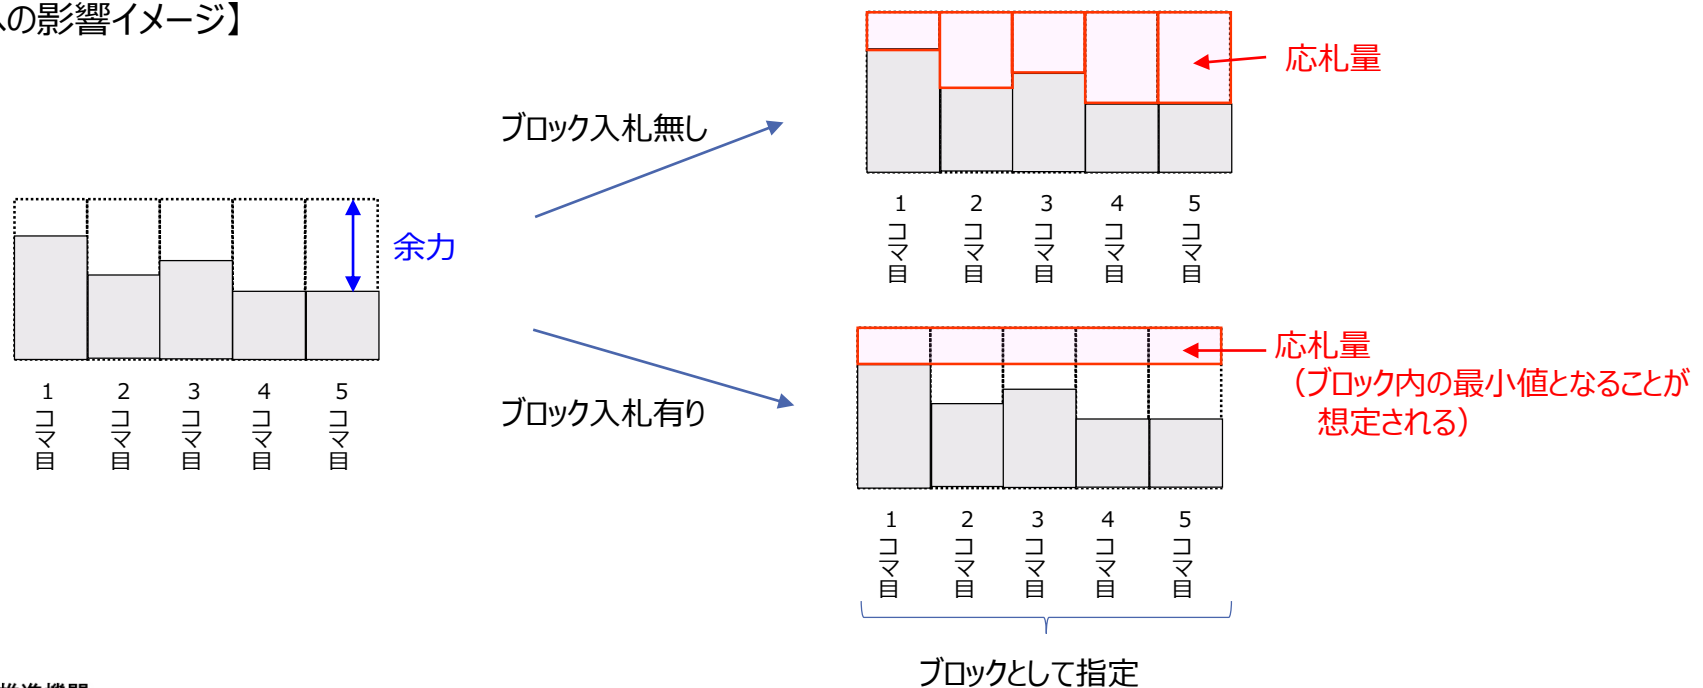 の影響イメージ】
余力
1コマ目
2コマ目
3コマ目
4コマ目
5コマ目
ブロック入札無し
ブロック入札有り
応札量
1コマ目
2コマ目
3コマ目
4コマ目
5コマ目
応札量
（ブロック内の最小値となることが
想定される）
1コマ目
2コマ目
3コマ目
4コマ目
5コマ目
ブロックとして指定